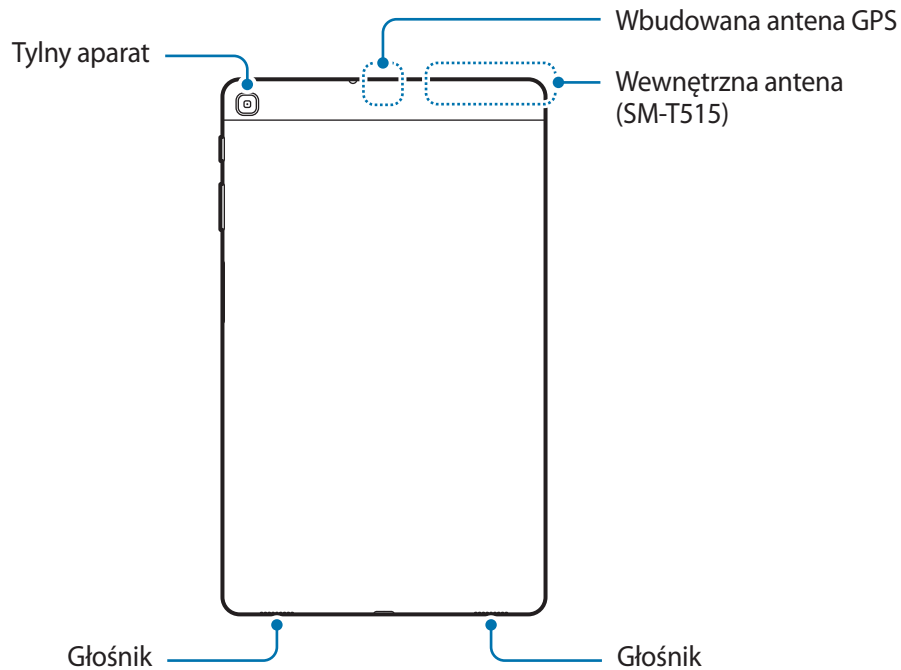 Wbudowana antena GPS
Tylny aparat
Wewnętrzna antena
(SM-T515)
Głośnik
Głośnik